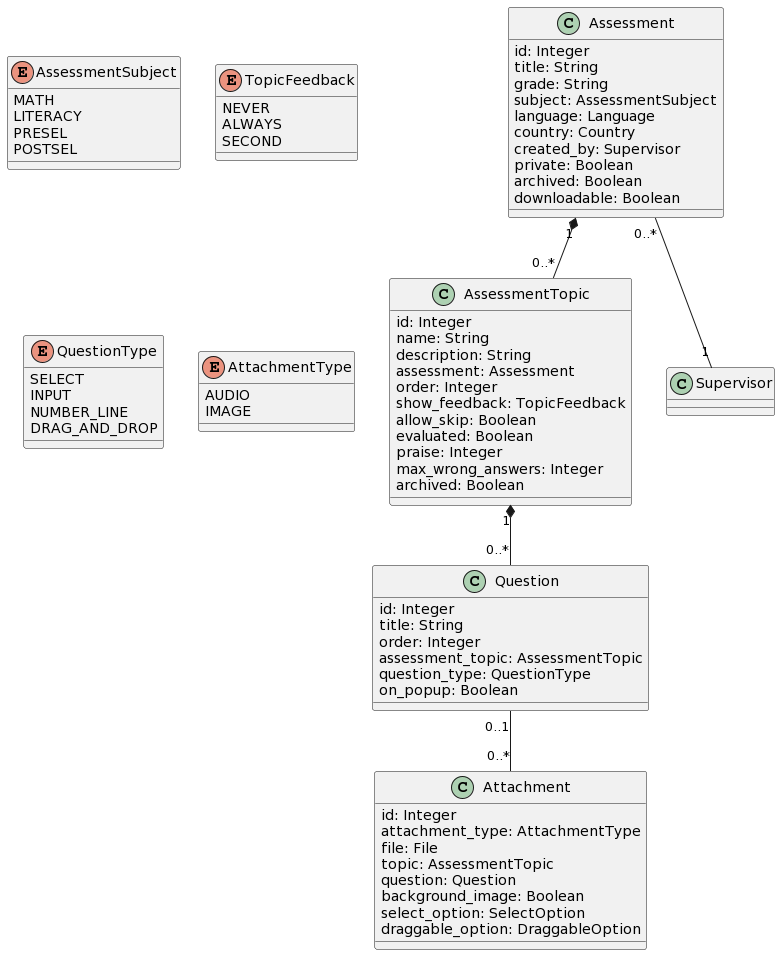 E AssessmentSubject
MATH
LITERACY
PRESEL
POSTSEL
E TopicFeedback
NEVER
ALWAYS
SECOND
C Assessment
id: Integer
title: String
grade: String
subject: AssessmentSubject
language: Language
country: Country
created_by: Supervisor
private: Boolean
archived: Boolean
downloadable: Boolean
1
0..*
0..*
1
E QuestionType
SELECT
INPUT
NUMBER_LINE
DRAG_AND_DROP
E AttachmentType
AUDIO
IMAGE
C AssessmentTopic
id: Integer
name: String
description: String
assessment: Assessment
order: Integer
show_feedback: TopicFeedback
allow_skip: Boolean
evaluated: Boolean
praise: Integer
max_wrong_answers: Integer
archived: Boolean
C Supervisor
1
0..*
C Question
id: Integer
title: String
order: Integer
assessment_topic: AssessmentTopic
question_type: QuestionType
on_popup: Boolean
0..1
0..*
C Attachment
id: Integer
attachment_type: AttachmentType
file: File
topic: AssessmentTopic
question: Question
background_image: Boolean
select_option: SelectOption
draggable_option: DraggableOption